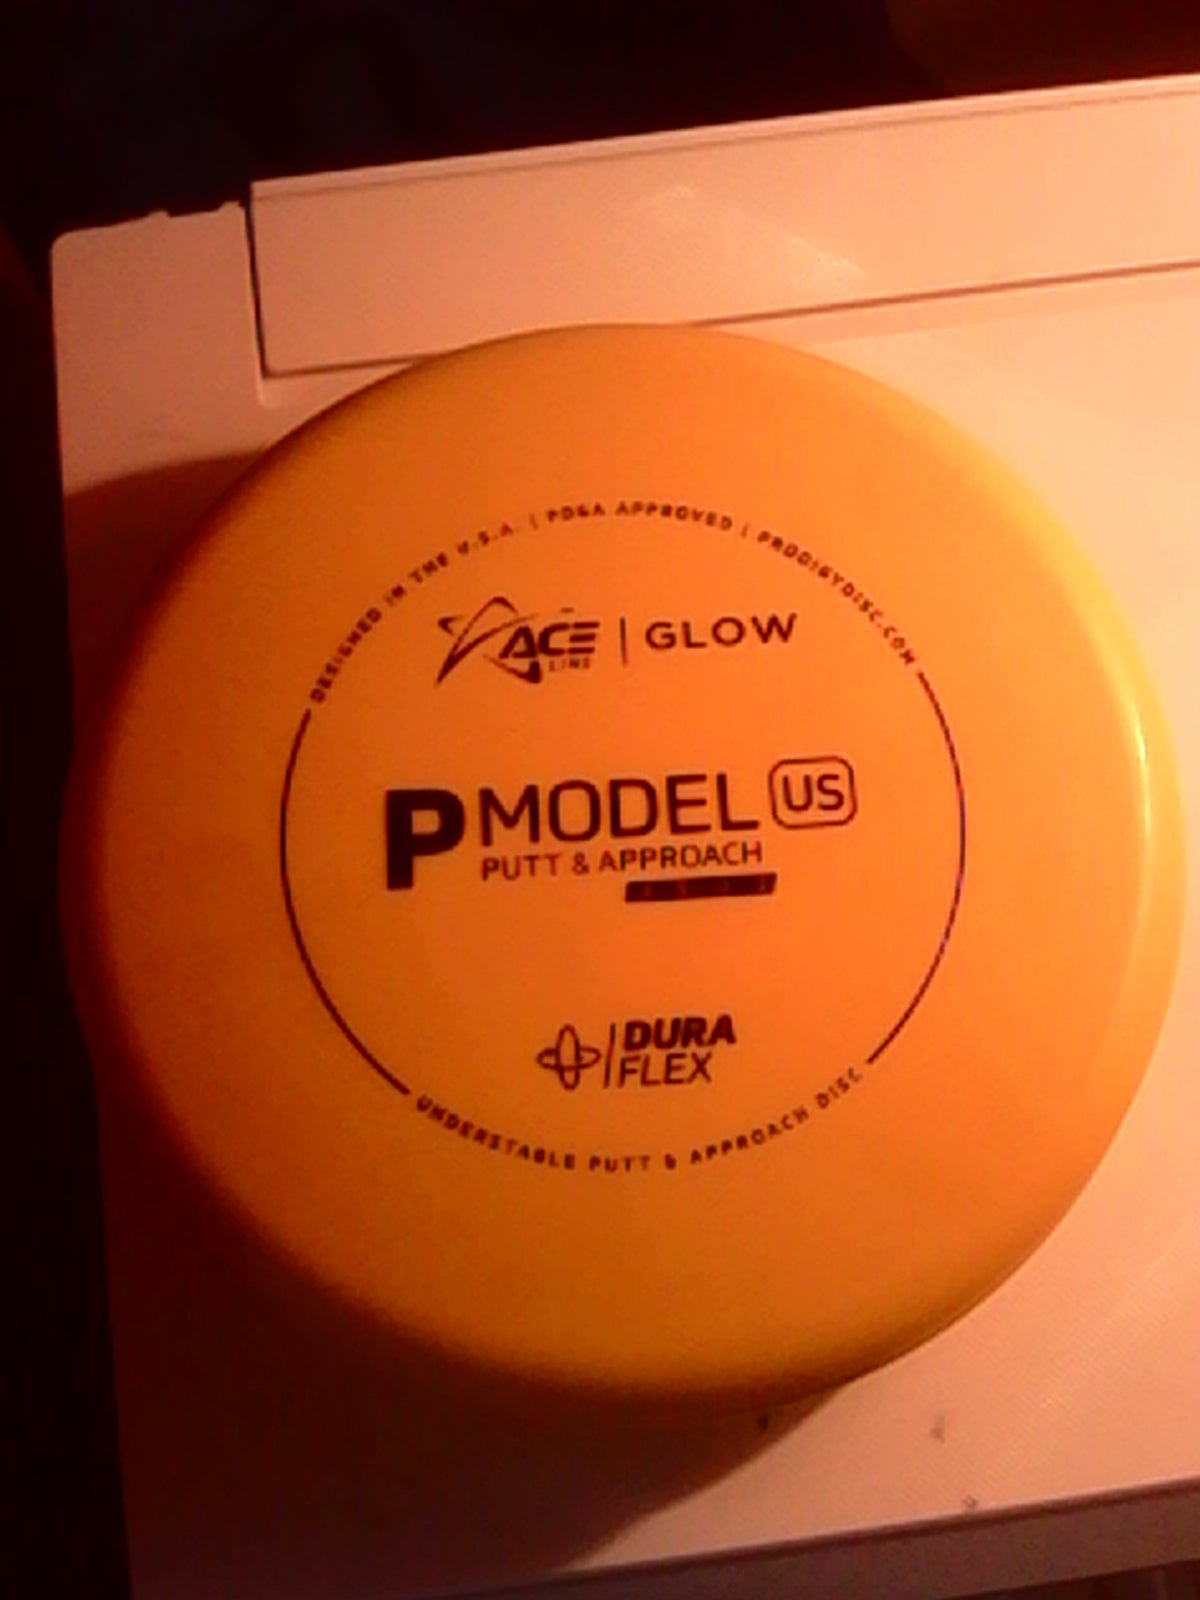 DESIGNED IN THE U.S.A. | PDGA APPROVED | PRODIGYDISC.COM
ACE LINE | GLOW
P MODEL US
PUTT & APPROACH
DURA FLEX
UNDERSTABLE PUTT & APPROACH DISC